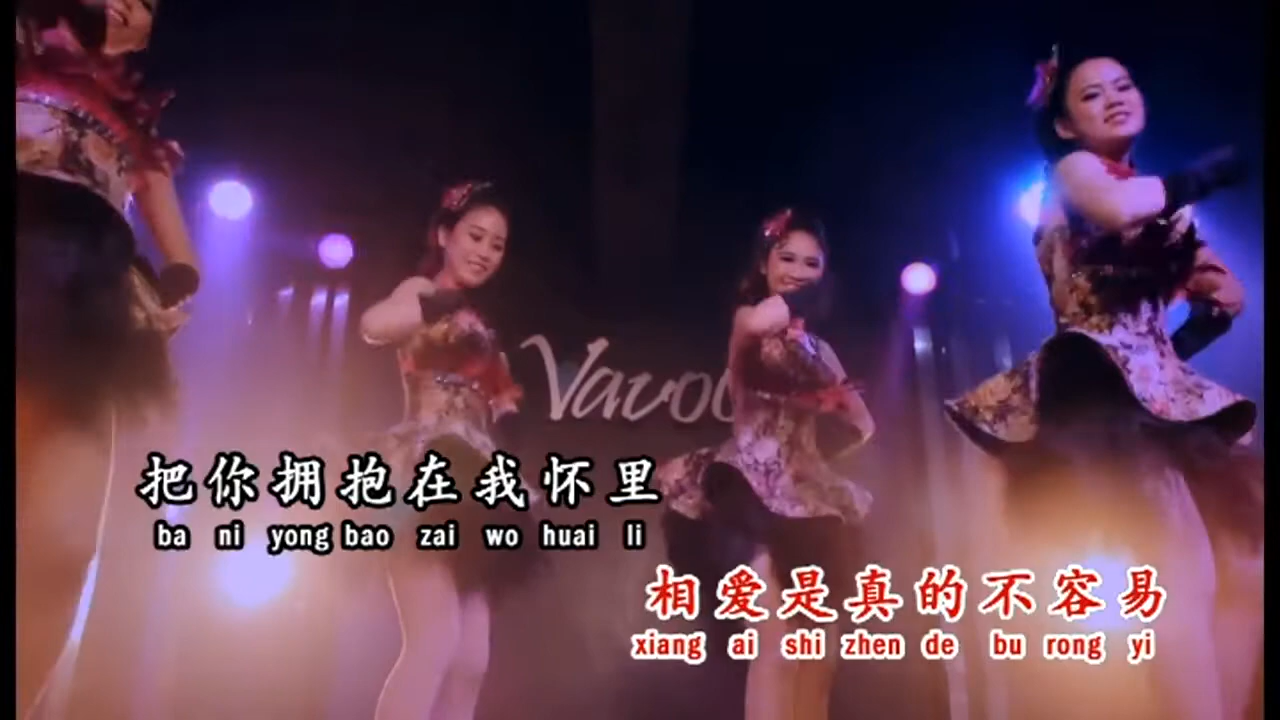 Vavo
把你拥抱在我怀里
ba ni yong bao zai wo huai li
相爱是真的不容易
xiang ai shi zhen de bu rong yi